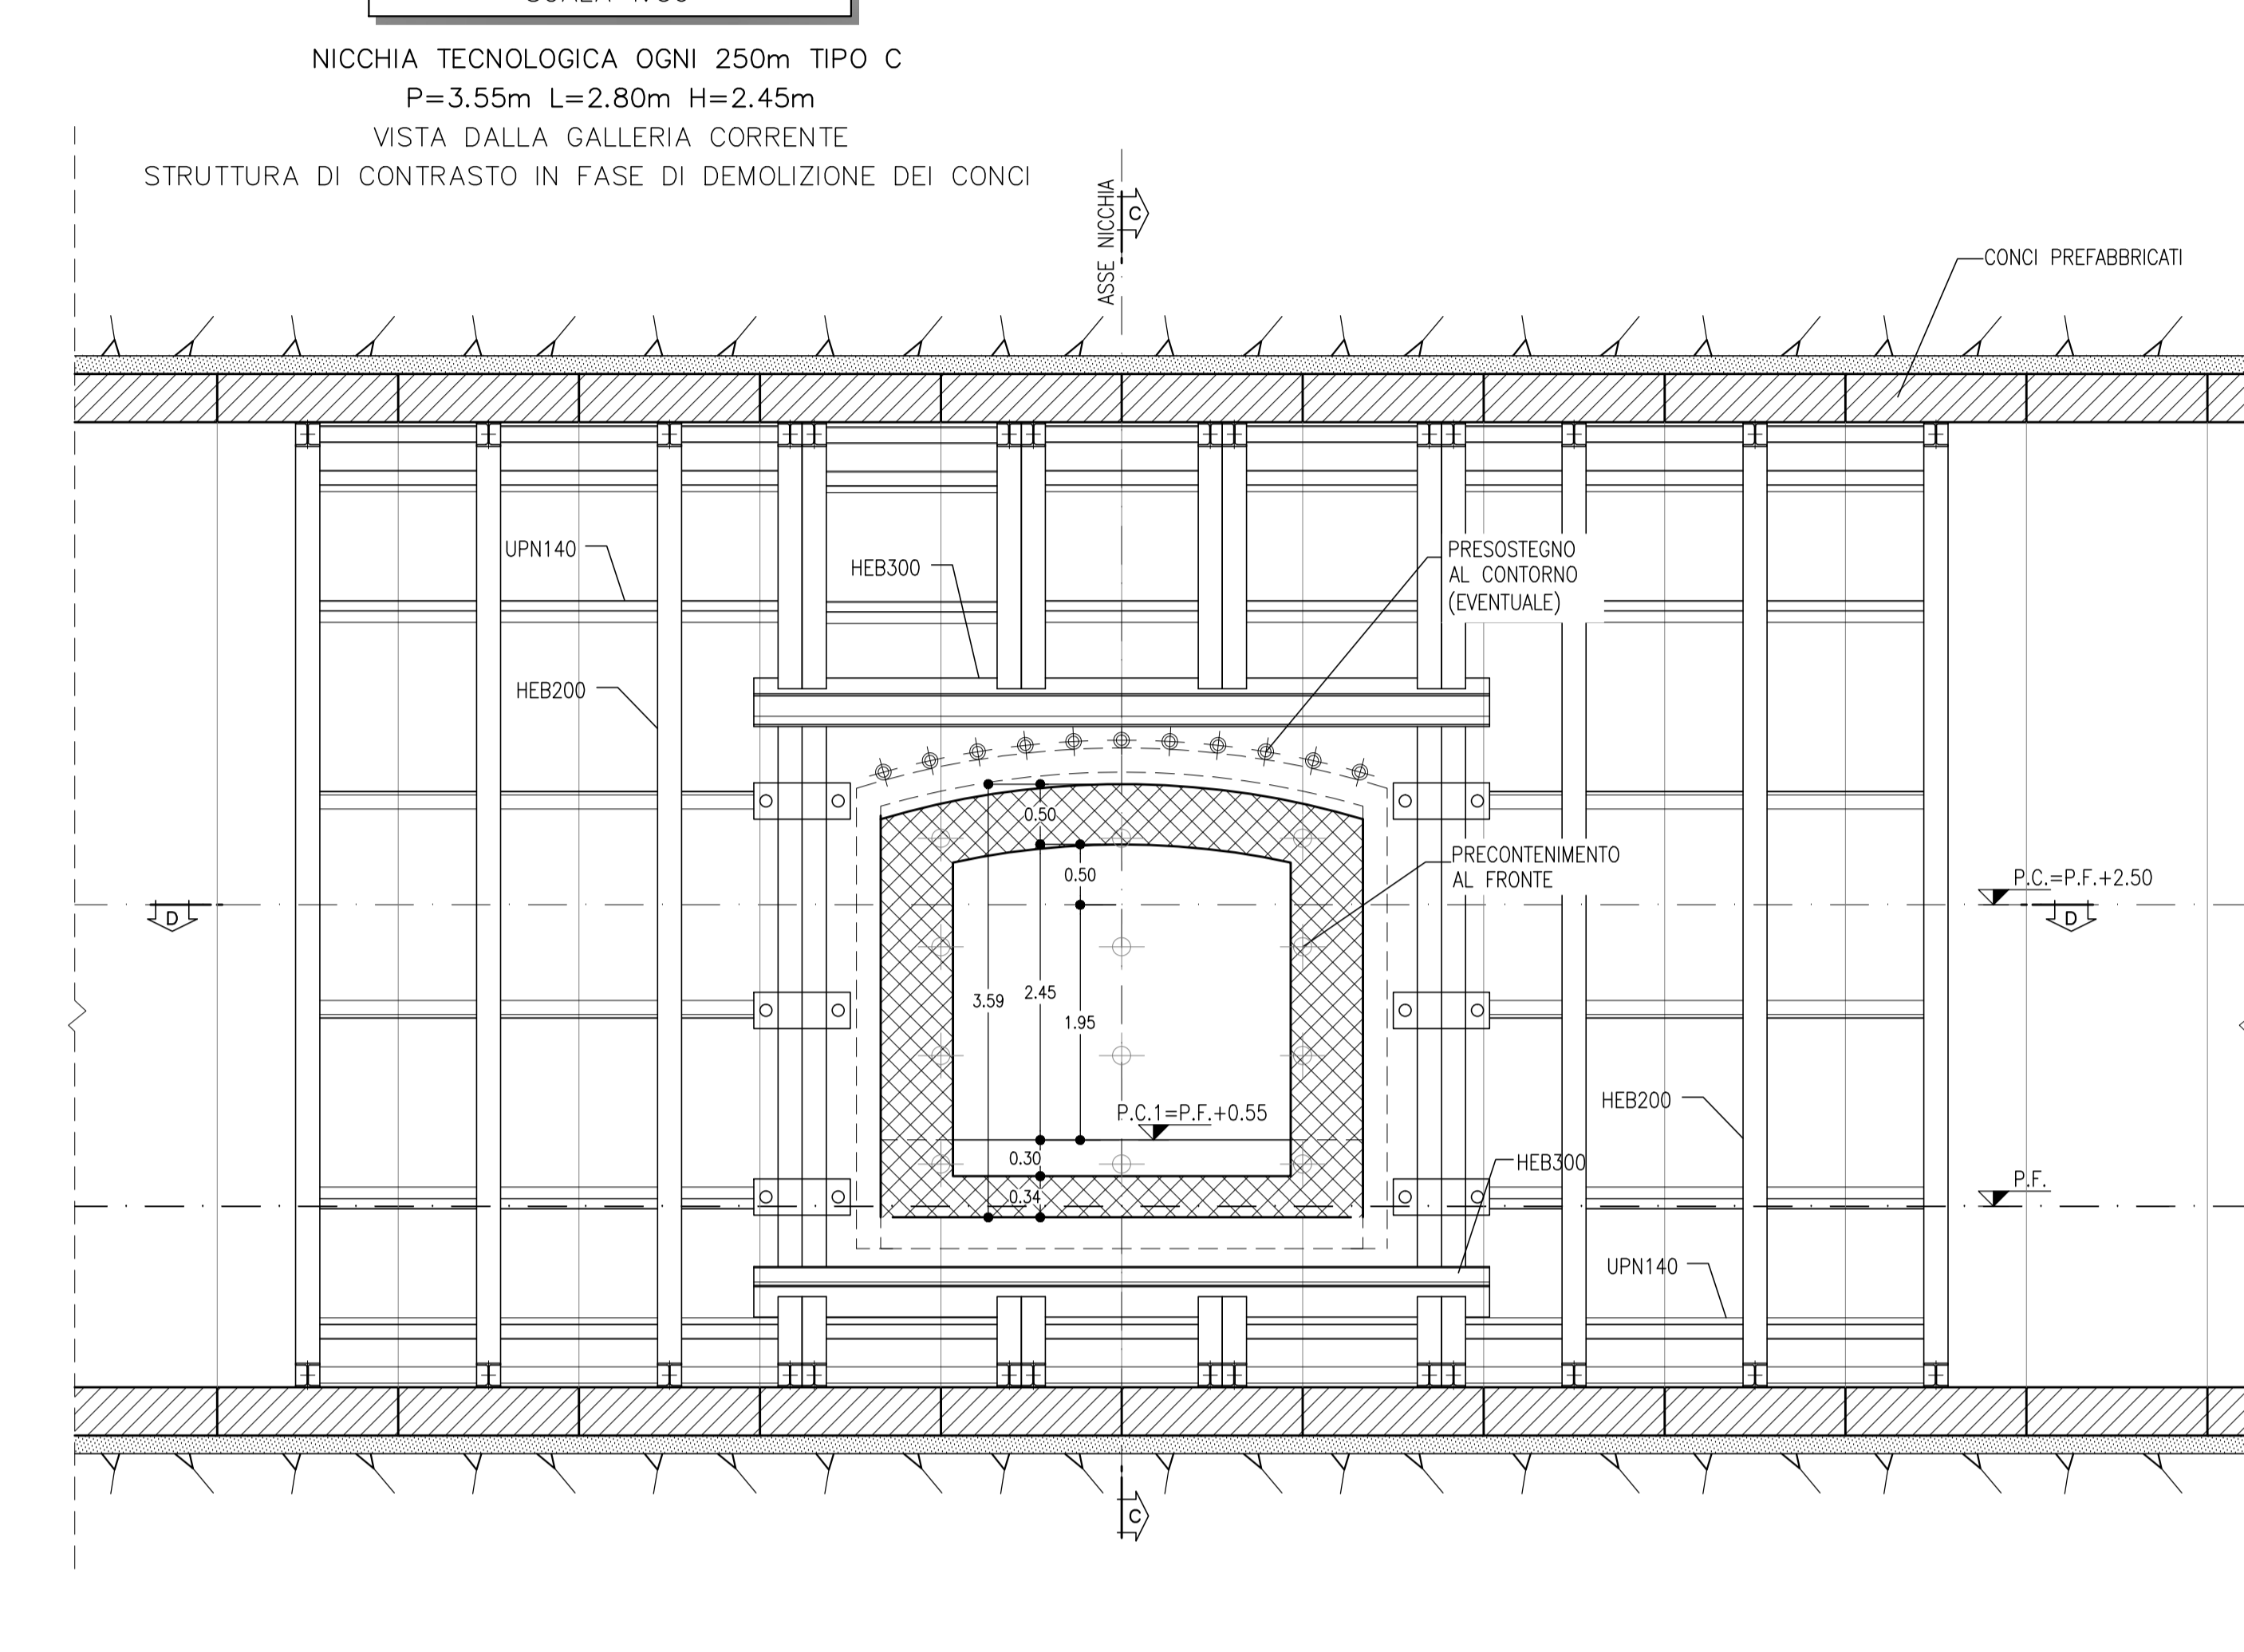 NICCHIA TECNOLOGICA OGNI 250m TIPO C
P=3.55m L=2.80m H=2.45m
VISTA DALLA GALLERIA CORRENTE
STRUTTURA DI CONTRASTO IN FASE DI DEMOLIZIONE DEI CONCI
ASSE NICCHIA
C
CONCI PREFABBRICATI
UPN140
HEB300
PRESOSTEGNO
AL CONTORNO
(EVENTUALE)
HEB200
0.50
PRECONTENIMENTO
AL FRONTE
0.50
P.C.=P.F.+2.50
D
D
3.59
2.45
1.95
P.C.1=P.F.+0.55
HEB200
0.30
HEB300
0.34
P.F.
UPN140
C